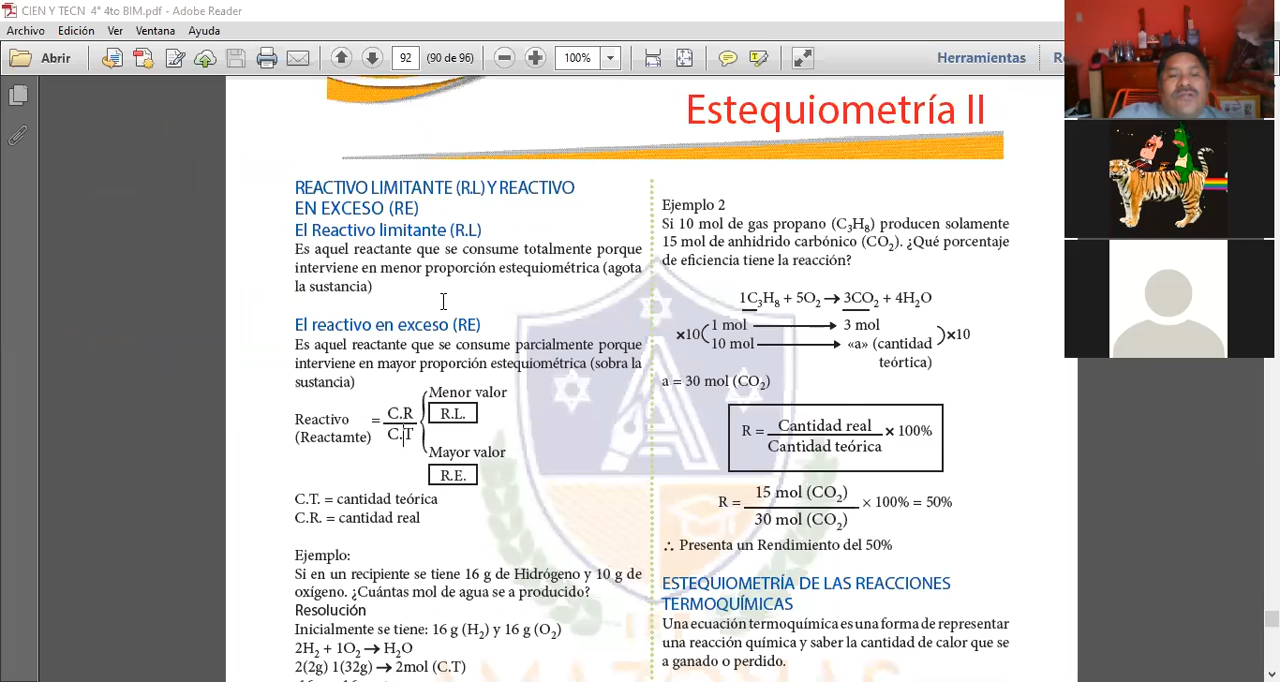 CIEN Y TECN 4° 4to BIM.pdf - Adobe Reader
Archivo Edición Ver Ventana Ayuda
Abrir 92 (90 de 96) 100% Herramientas
Estequiometría II
REACTIVO LIMITANTE (R.L) Y REACTIVO
EN EXCESO (RE)
El Reactivo limitante (R.L)
Es aquel reactante que se consume totalmente porque
interviene en menor proporción estequiométrica (agota
la sustancia)
El reactivo en exceso (RE)
Es aquel reactante que se consume parcialmente porque
interviene en mayor proporción estequiométrica (sobra la
sustancia)
Menor valor
Reactivo = C.R R.L.
(Reactamte) C.T
Mayor valor
R.E.
C.T. = cantidad teórica
C.R. = cantidad real
Ejemplo:
Si en un recipiente se tiene 16 g de Hidrógeno y 10 g de
oxígeno. ¿Cuántas mol de agua se a producido?
Resolución
Inicialmente se tiene: 16 g (H₂) y 16 g (O₂)
2H₂ + 1O₂ → H₂O
2(2g) 1(32g) → 2mol (C.T)
Ejemplo 2
Si 10 mol de gas propano (C₃H₈) producen solamente
15 mol de anhidrido carbónico (CO₂). ¿Qué porcentaje
de eficiencia tiene la reacción?
1C₃H₈ + 5O₂ → 3CO₂ + 4H₂O
×10 ( 1 mol → 3 mol
10 mol → «a» (cantidad ) ×10
teórtica)
a = 30 mol (CO₂)
R = Cantidad real × 100%
Cantidad teórica
R = 15 mol (CO₂) × 100% = 50%
30 mol (CO₂)
∴ Presenta un Rendimiento del 50%
ESTEQUIOMETRÍA DE LAS REACCIONES
TERMOQUÍMICAS
Una ecuación termoquímica es una forma de representar
una reacción química y saber la cantidad de calor que se
a ganado o perdido.